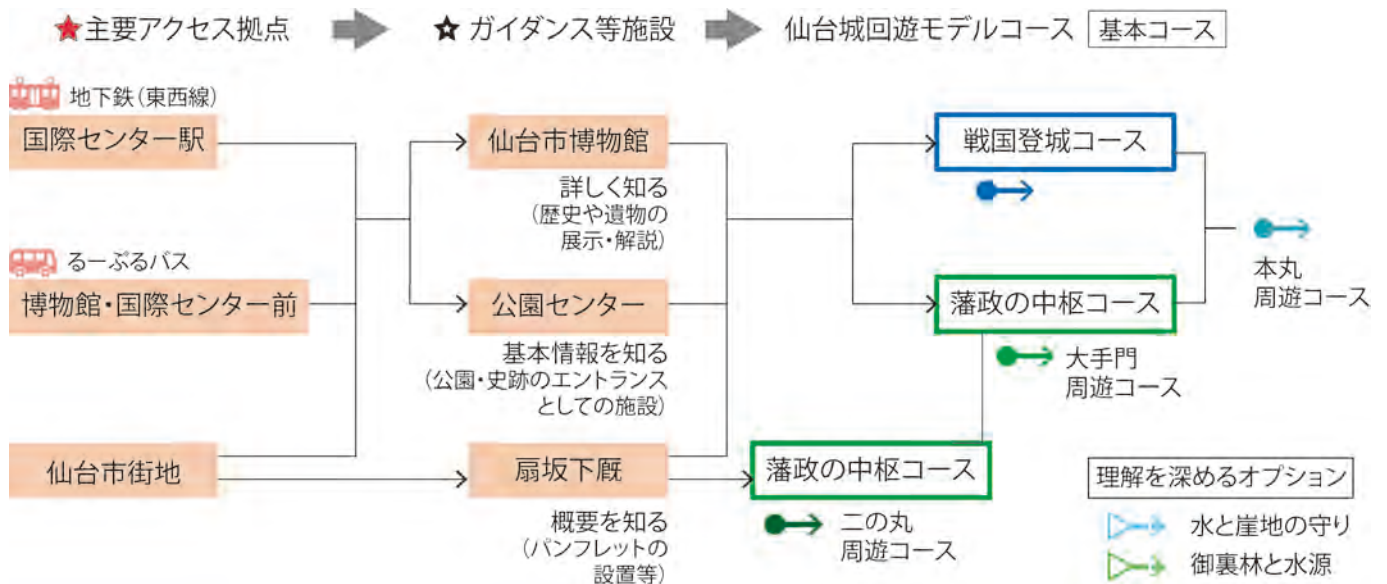 ★主要アクセス拠点
☆ガイダンス等施設
仙台城回遊モデルコース 基本コース
地下鉄(東西線)
国際センター駅
るーぷるバス
博物館・国際センター前
仙台市街地
仙台市博物館
詳しく知る
(歴史や遺物の
展示・解説)
公園センター
基本情報を知る
(公園・史跡のエントランス
としての施設)
扇坂下厩
概要を知る
(パンフレットの
設置等)
戦国登城コース
藩政の中枢コース
大手門
周遊コース
藩政の中枢コース
二の丸
周遊コース
本丸
周遊コース
理解を深めるオプション
水と崖地の守り
御裏林と水源